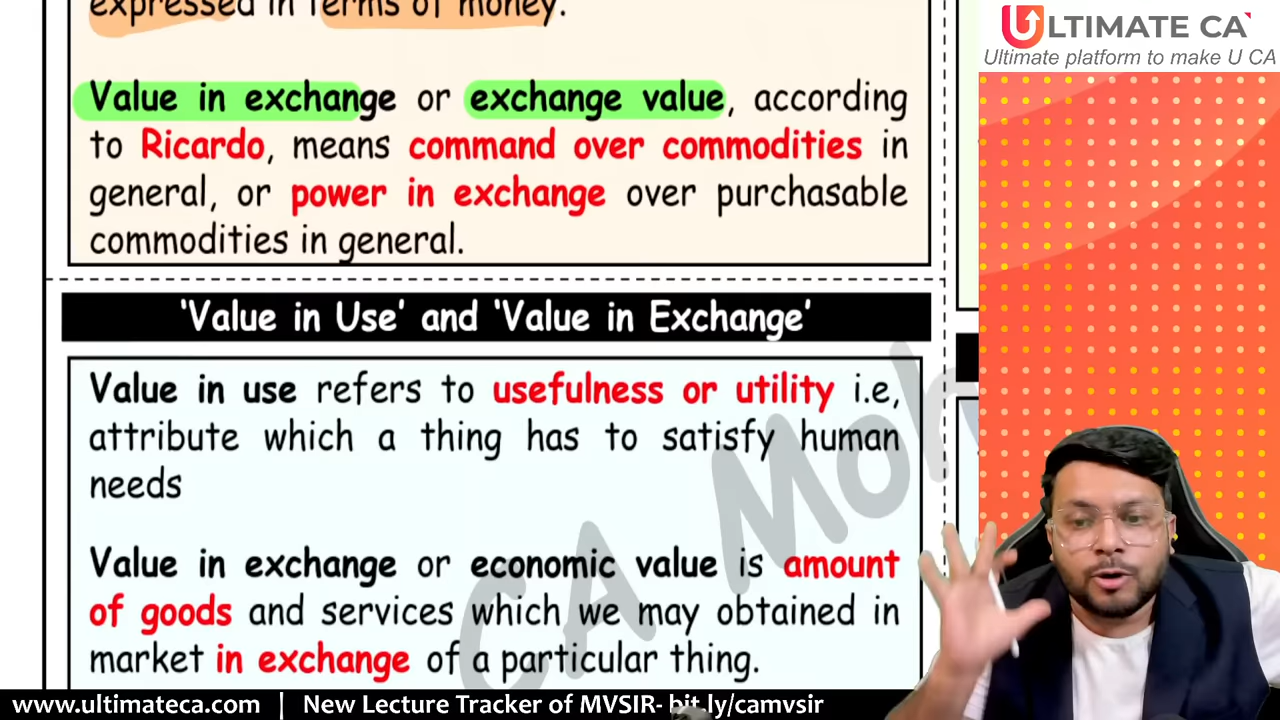 expressed in terms of money.
Value in exchange or exchange value, according
to Ricardo, means command over commodities in
general, or power in exchange over purchasable
commodities in general.
'Value in Use' and 'Value in Exchange'
Value in use refers to usefulness or utility i.e,
attribute which a thing has to satisfy human
needs
Value in exchange or economic value is amount
of goods and services which we may obtained in
market in exchange of a particular thing.
CA Moh
ULTIMATE CA
Ultimate platform to make U CA
www.ultimateca.com | New Lecture Tracker of MVSIR- bit.ly/camvsir